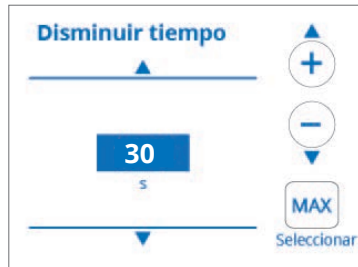 Disminuir tiempo
+
30
s
−
MAX
Seleccionar